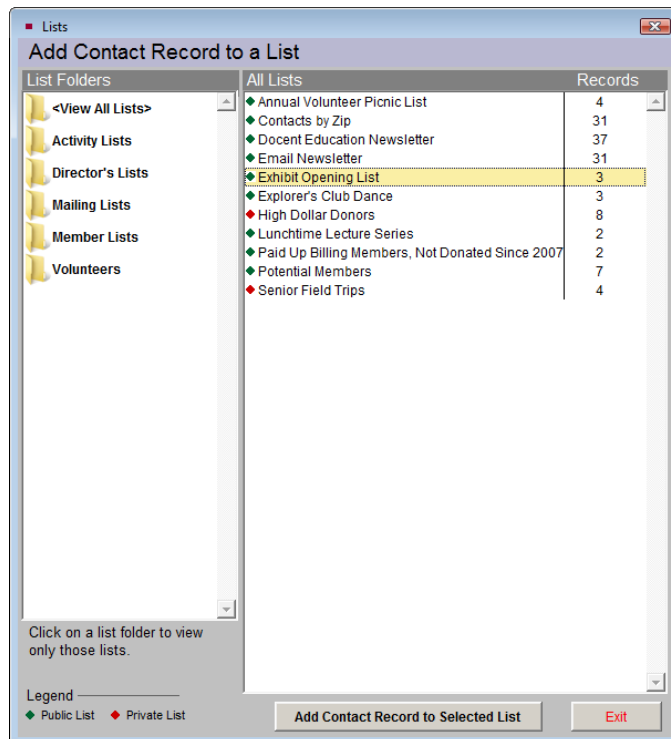 Lists
Add Contact Record to a List
List Folders
<View All Lists>
Activity Lists
Director's Lists
Mailing Lists
Member Lists
Volunteers
Click on a list folder to view
only those lists.
Legend
Public List Private List
All Lists Records
Annual Volunteer Picnic List 4
Contacts by Zip 31
Docent Education Newsletter 37
Email Newsletter 31
Exhibit Opening List 3
Explorer's Club Dance 3
High Dollar Donors 8
Lunchtime Lecture Series 2
Paid Up Billing Members, Not Donated Since 2007 2
Potential Members 7
Senior Field Trips 4
Add Contact Record to Selected List
Exit